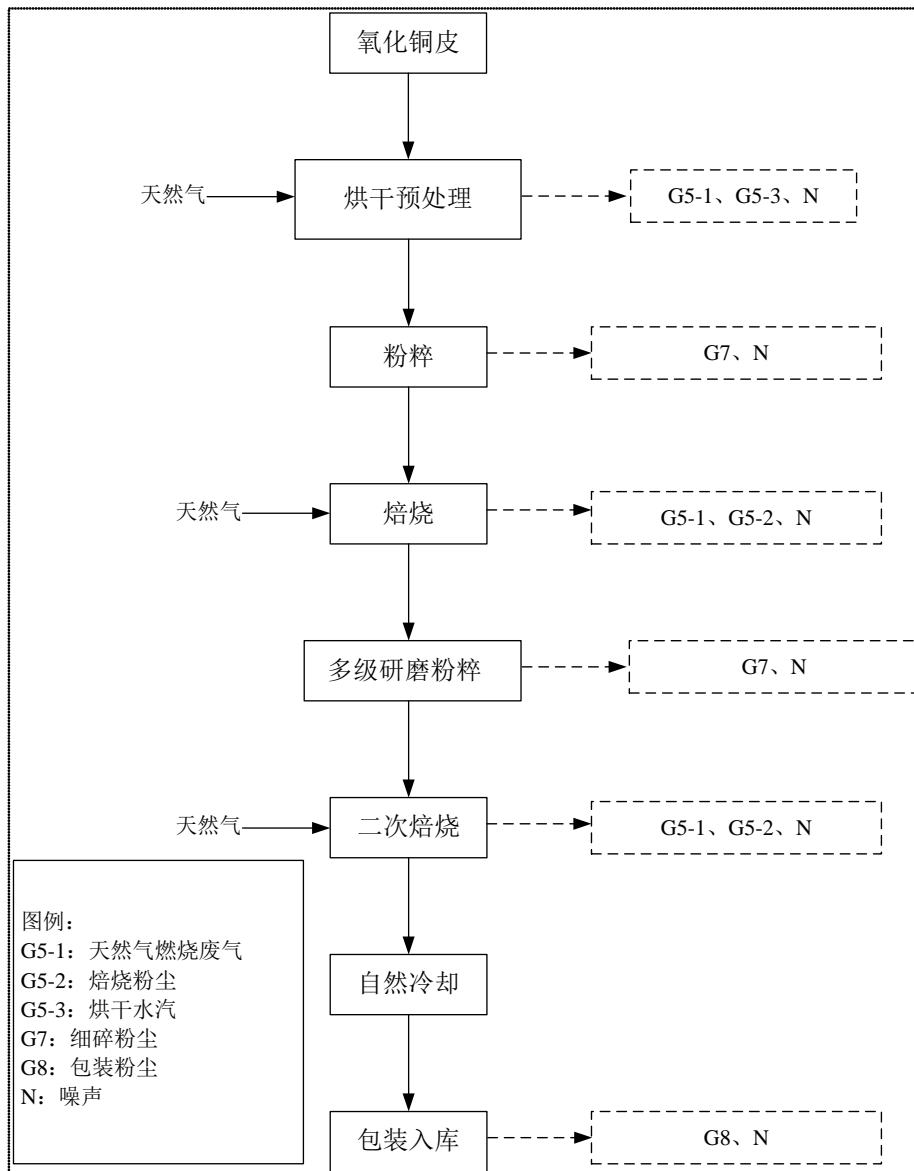 氧化铜皮
天然气
烘干预处理
G5-1、G5-3、N
粉粹
G7、N
天然气
焙烧
G5-1、G5-2、N
多级研磨粉粹
G7、N
天然气
二次焙烧
G5-1、G5-2、N
自然冷却
包装入库
G8、N
图例：
G5-1：天然气燃烧废气
G5-2：焙烧粉尘
G5-3：烘干水汽
G7：细碎粉尘
G8：包装粉尘
N：噪声